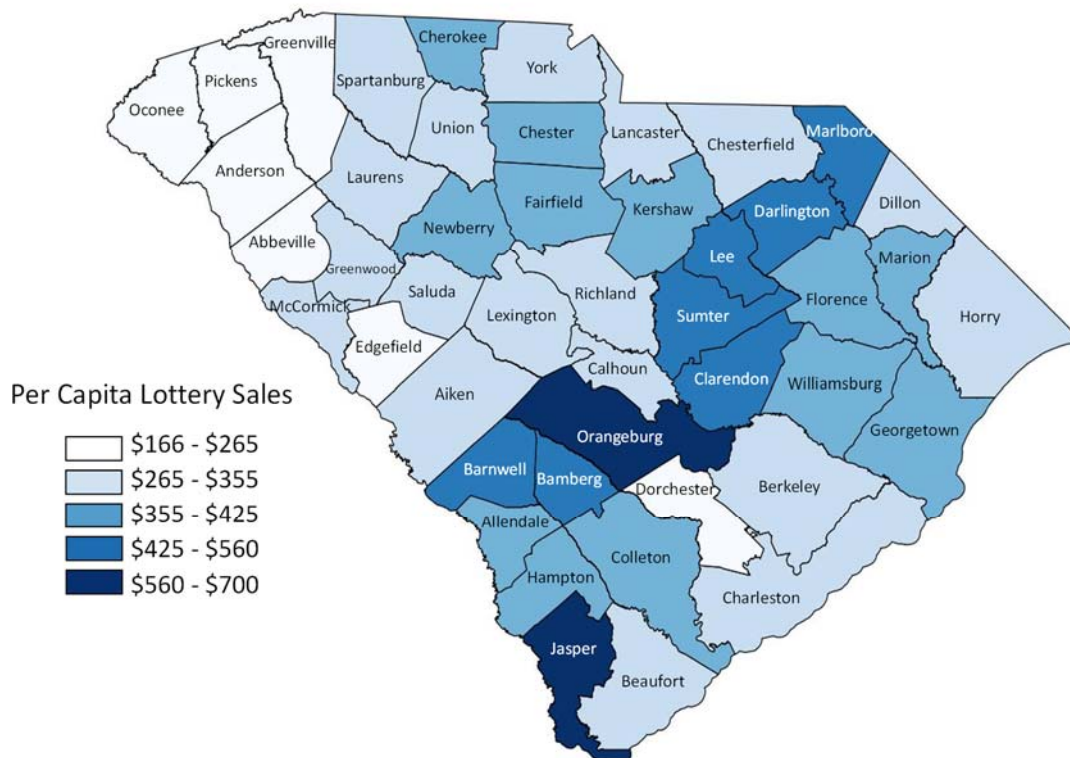 Greenville
Cherokee
York
Pickens
Spartanburg
Oconee
Union
Chester
Lancaster
Marlboro
Chesterfield
Anderson
Laurens
Dillon
Fairfield
Kershaw
Darlington
Abbeville
Newberry
Lee
Marion
Greenwood
Saluda
Richland
Florence
McCormick
Lexington
Sumter
Horry
Edgefield
Calhoun
Clarendon
Williamsburg
Aiken
Georgetown
Orangeburg
Barnwell
Bamberg
Dorchester
Berkeley
Allendale
Colleton
Hampton
Charleston
Jasper
Beaufort
Per Capita Lottery Sales
$166 - $265
$265 - $355
$355 - $425
$425 - $560
$560 - $700